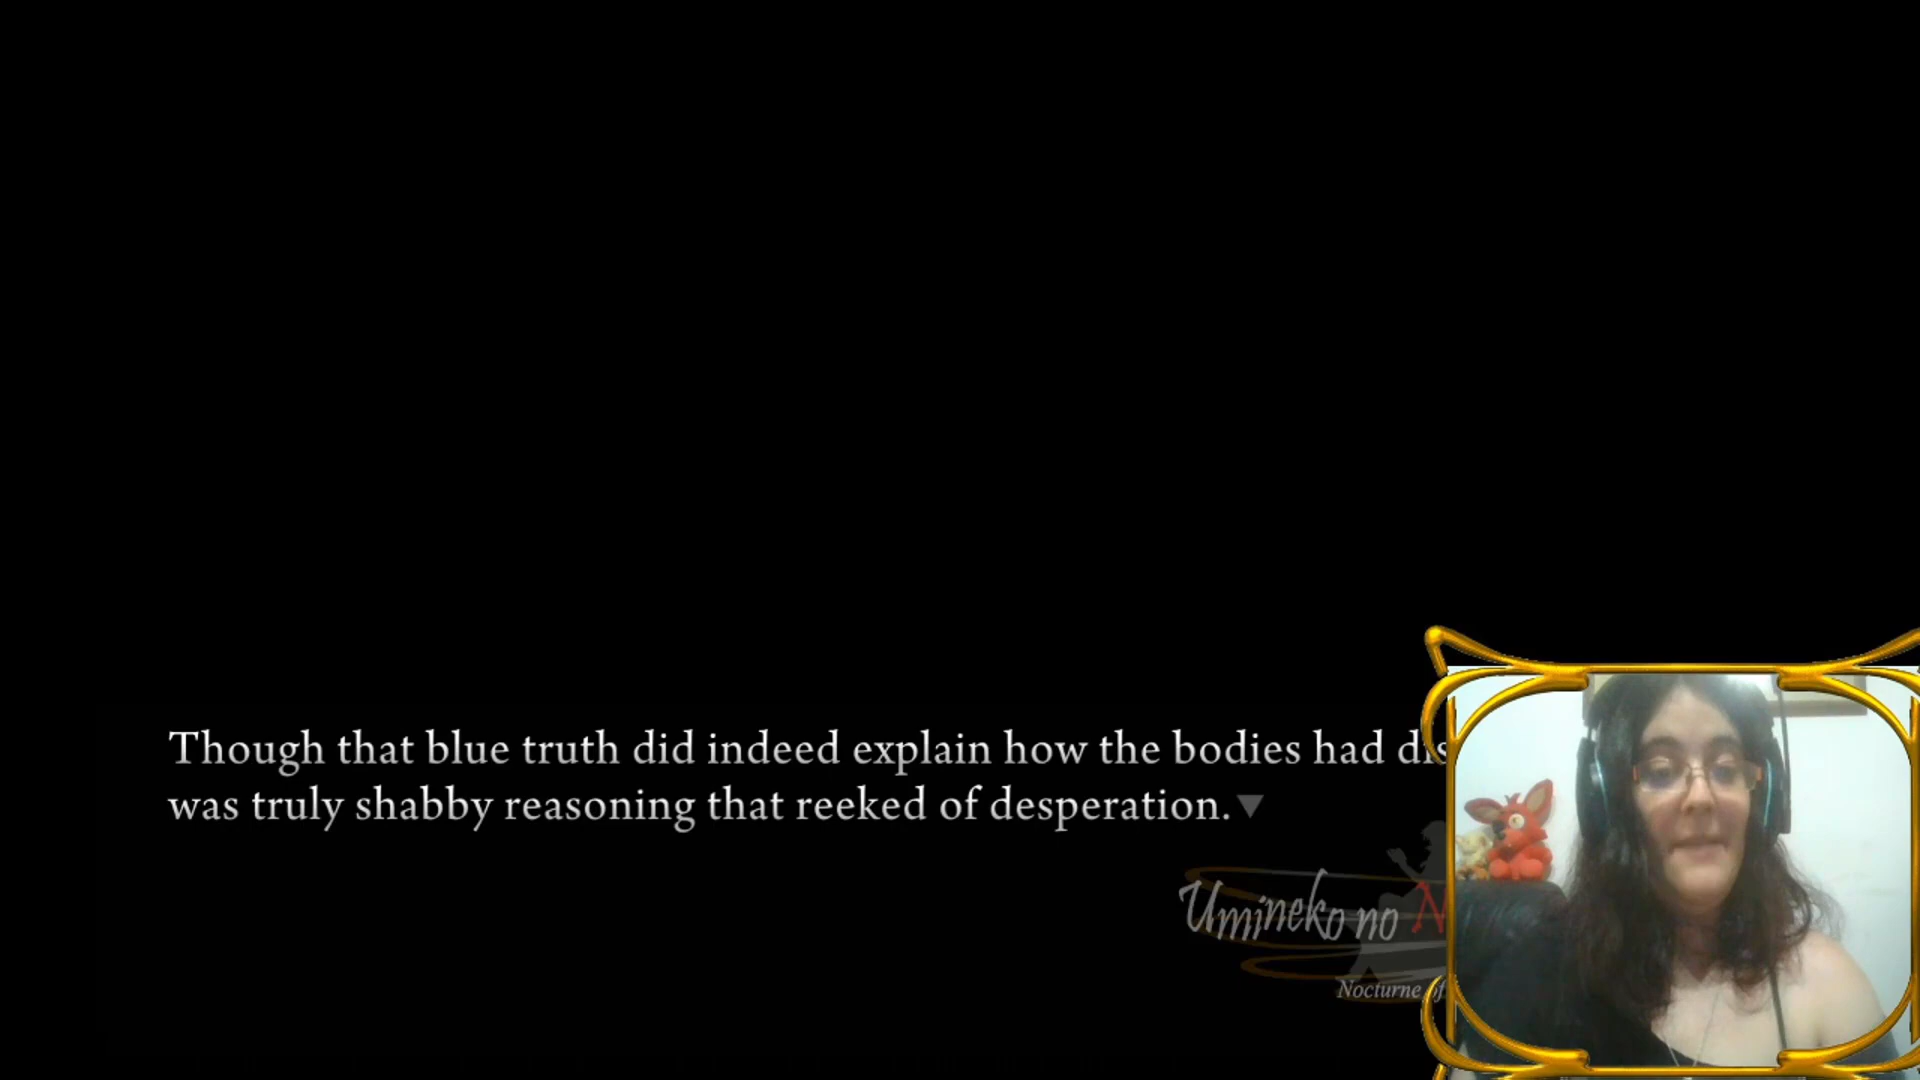 Though that blue truth did indeed explain how the bodies had
was truly shabby reasoning that reeked of desperation.
Umineko no
Nocturne of